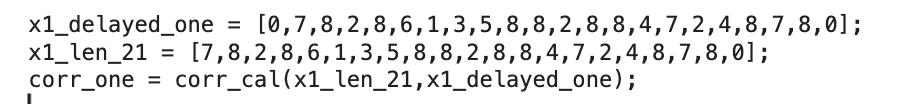 x1_delayed_one = [0,7,8,2,8,6,1,3,5,8,8,2,8,8,4,7,2,4,8,7,8,0];
x1_len_21 = [7,8,2,8,6,1,3,5,8,8,2,8,8,4,7,2,4,8,7,8,0];
corr_one = corr_cal(x1_len_21,x1_delayed_one);